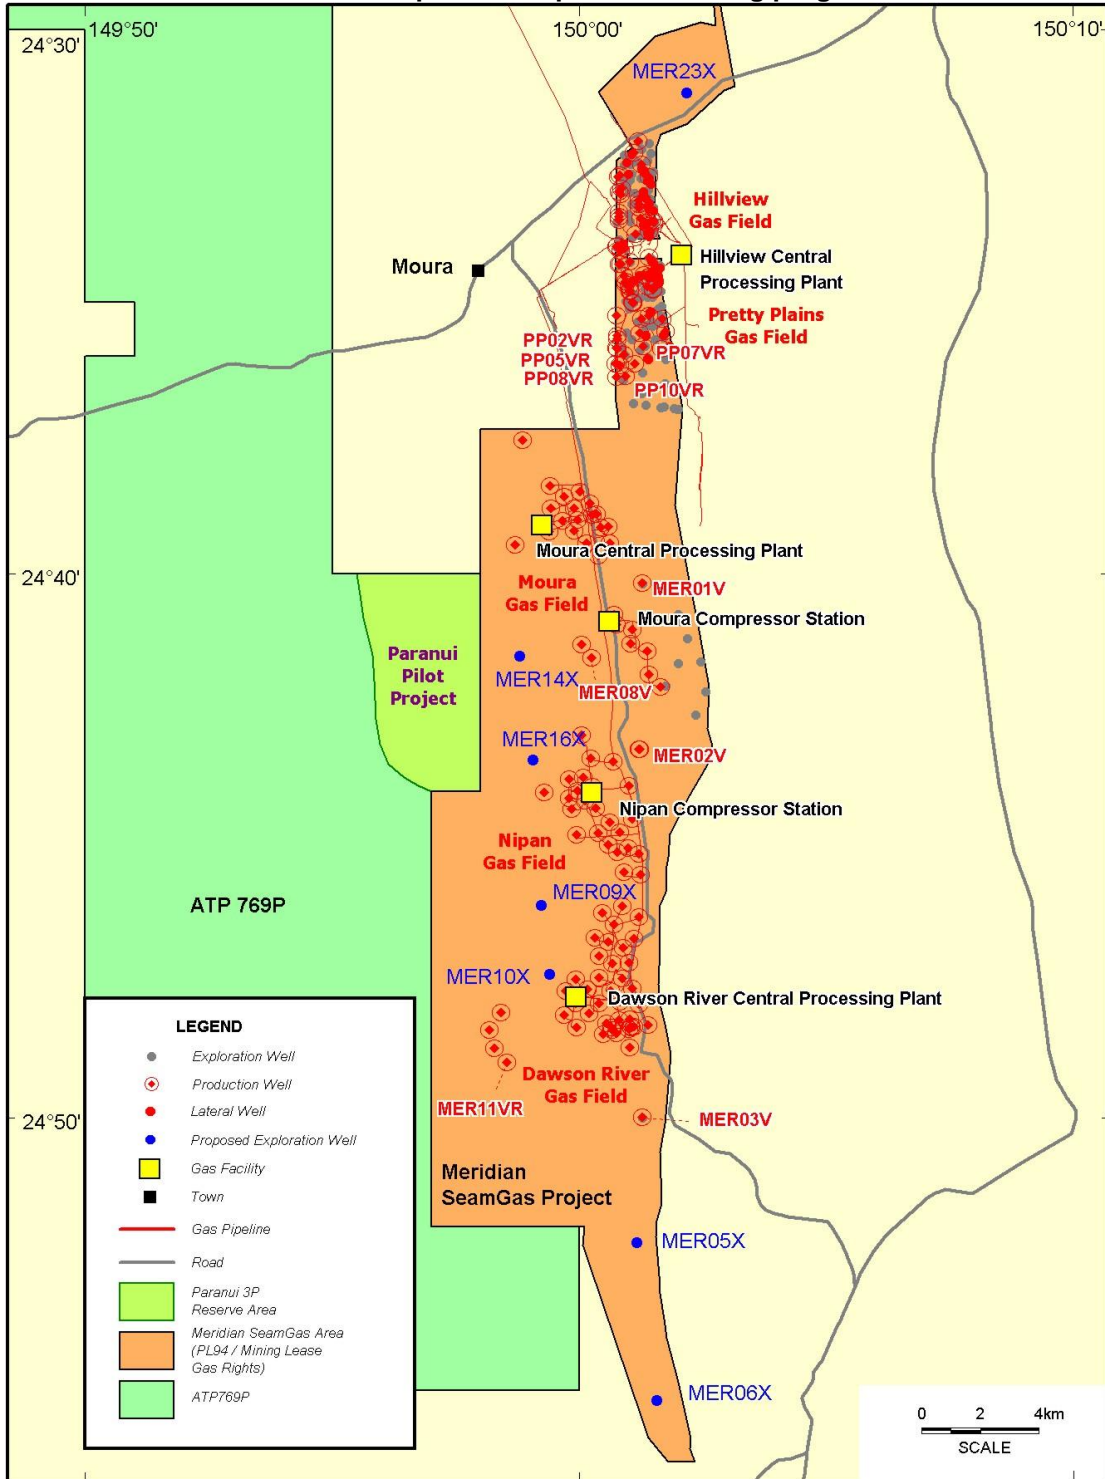 149°50'
150°00'
150°10'
24°30'
MER23X
Hillview
Gas Field
Moura
Hillview Central
Processing Plant
Pretty Plains
Gas Field
PP02VR
PP05VR
PP07VR
PP08VR
PP10VR
Moura Central Processing Plant
24°40'
Moura
Gas Field
MER01V
Moura Compressor Station
Paranui
Pilot
Project
MER14X
MER08V
MER16X
MER02V
Nipan Compressor Station
Nipan
Gas Field
MER09X
ATP 769P
MER10X
Dawson River Central Processing Plant
Dawson River
Gas Field
MER11VR
24°50'
MER03V
Meridian
SeamGas Project
MER05X
MER06X
LEGEND
Exploration Well
Production Well
Lateral Well
Proposed Exploration Well
Gas Facility
Town
Gas Pipeline
Road
Paranui 3P
Reserve Area
Meridian SeamGas Area
(PL94 / Mining Lease
Gas Rights)
ATP769P
0 2 4km
SCALE